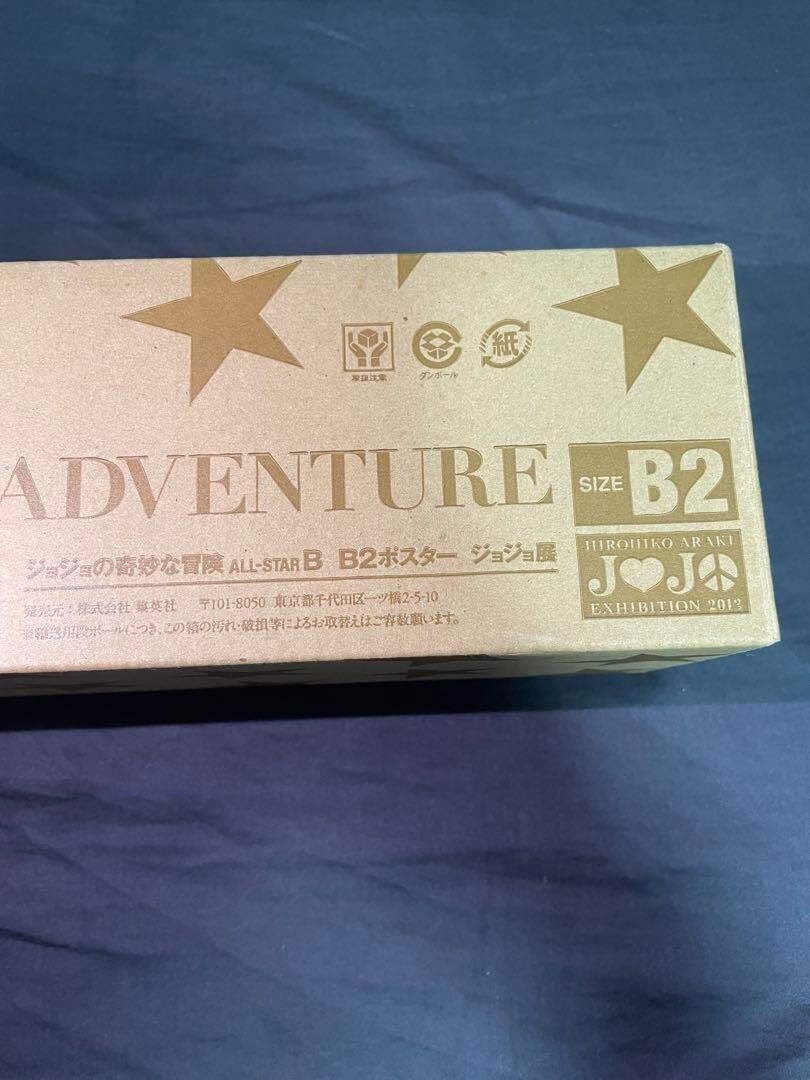 取扱注意
ダンボール
紙
ADVENTURE
SIZE B2
ジョジョの奇妙な冒険 ALL-STAR B B2ポスター ジョジョ展
HIROHIKO ARAKI
J♥J☮
EXHIBITION 2012
発売元:株式会社 集英社 〒101-8050 東京都千代田区一ツ橋2-5-10
※輸送用段ボールにつき、この箱の汚れ・破損等によるお取替えはご容赦願います。